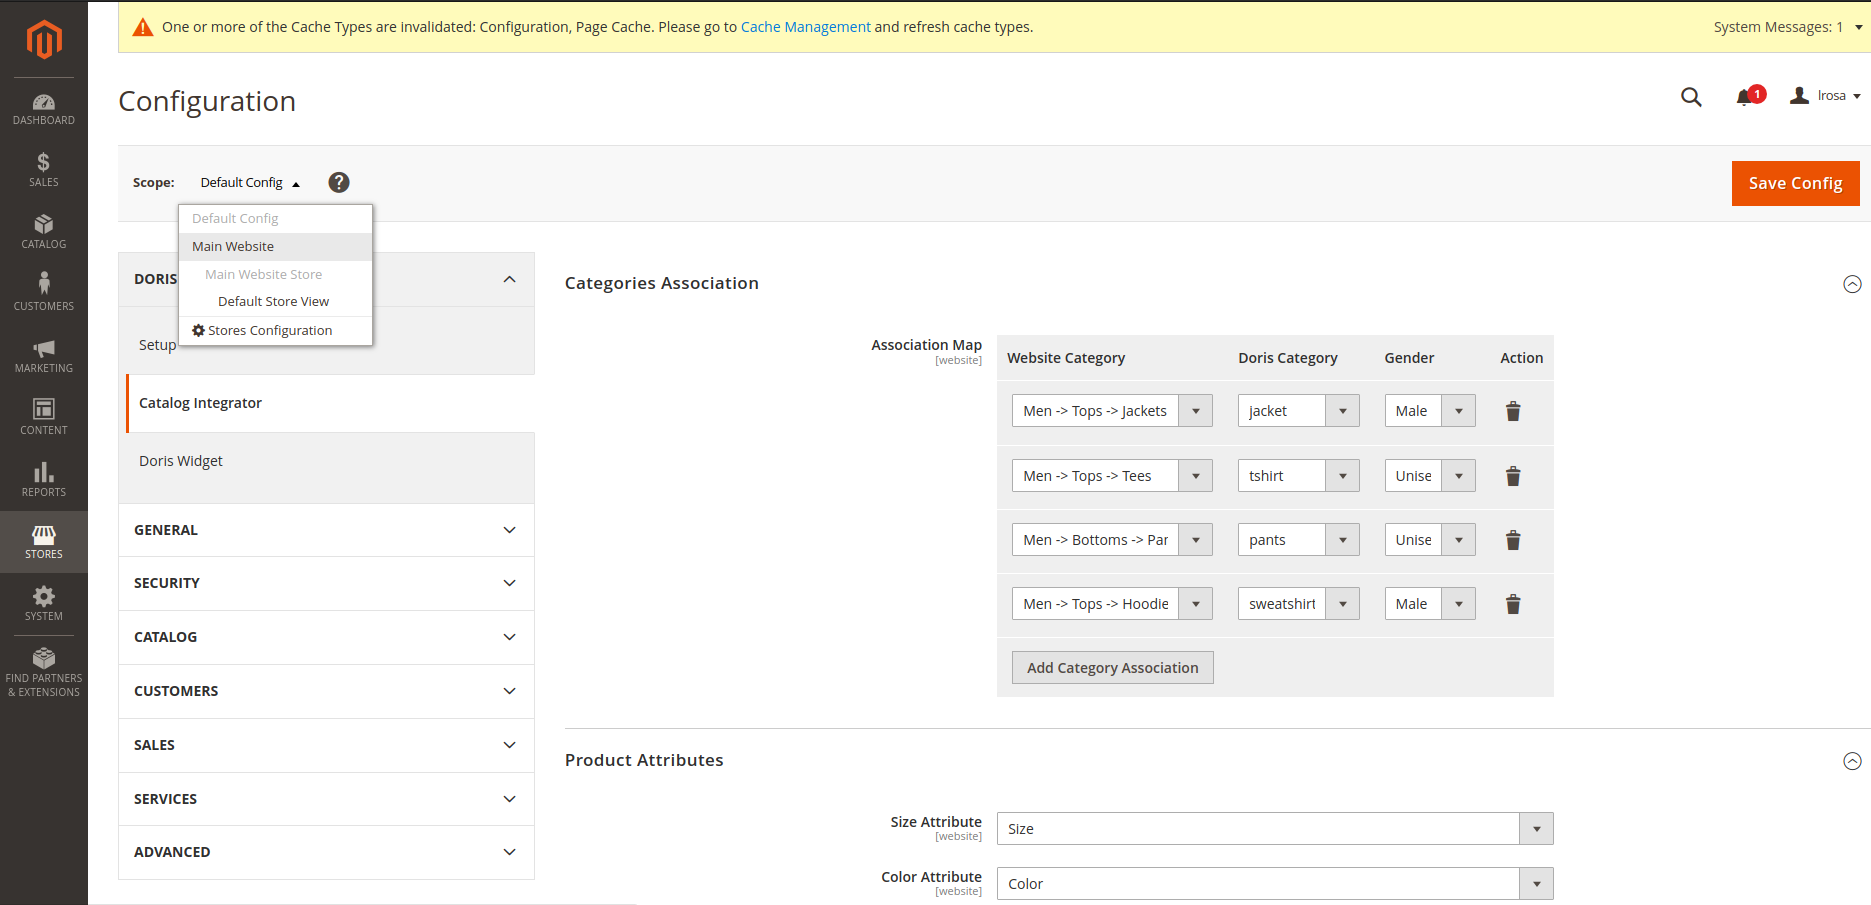 One or more of the Cache Types are invalidated: Configuration, Page Cache. Please go to Cache Management and refresh cache types.
System Messages: 1
Configuration
1
lrosa
Scope:
Default Config
?
Save Config
Default Config
Main Website
Main Website Store
Default Store View
Stores Configuration
DASHBOARD
SALES
CATALOG
CUSTOMERS
MARKETING
CONTENT
REPORTS
STORES
SYSTEM
FIND PARTNERS
& EXTENSIONS
DORIS
Setup
Catalog Integrator
Doris Widget
GENERAL
SECURITY
CATALOG
CUSTOMERS
SALES
SERVICES
ADVANCED
Categories Association
Association Map
[website]
Website Category Doris Category Gender Action
Men -> Tops -> Jackets jacket Male
Men -> Tops -> Tees tshirt Unise
Men -> Bottoms -> Par pants Unise
Men -> Tops -> Hoodie sweatshirt Male
Add Category Association
Product Attributes
Size Attribute
[website]
Size
Color Attribute
[website]
Color